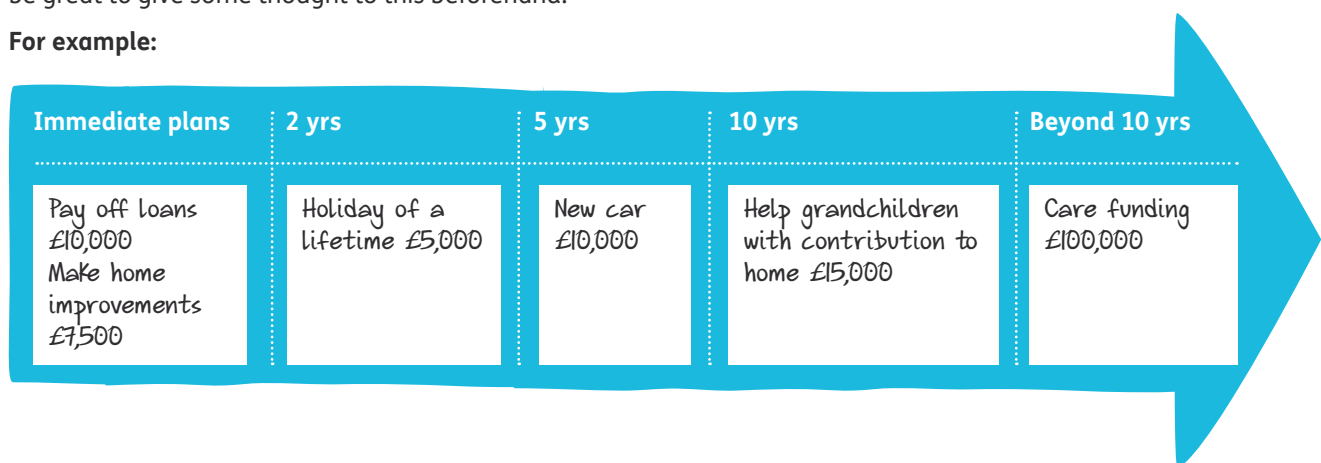 For example:
Immediate plans
2 yrs
5 yrs
10 yrs
Beyond 10 yrs
Pay off loans
£10,000
Make home
improvements
£7,500
Holiday of a
lifetime £5,000
New car
£10,000
Help grandchildren
with contribution to
home £15,000
Care funding
£100,000